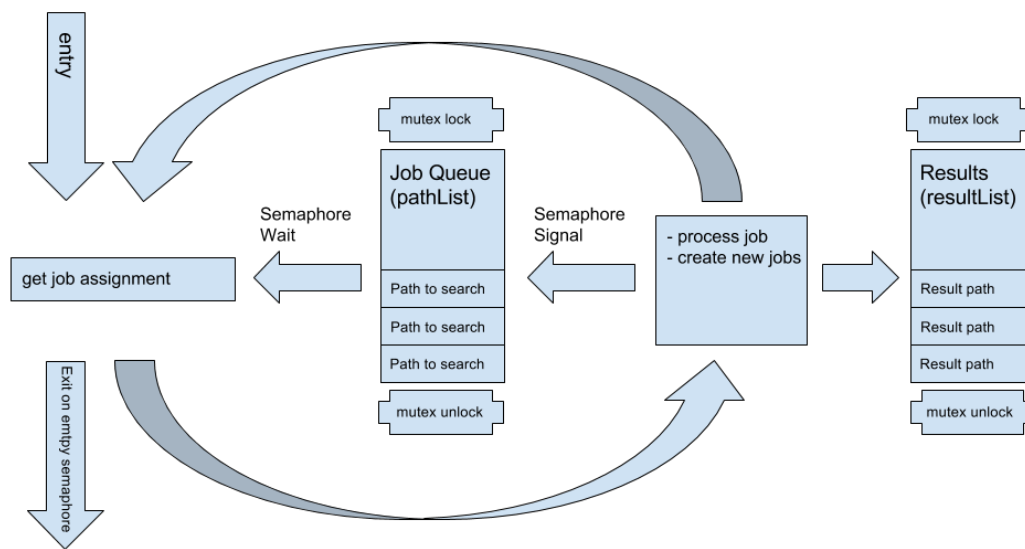 entry
mutex lock
mutex lock
Job Queue
(pathList)
Results
(resultList)
Semaphore
Wait
Semaphore
Signal
- process job
- create new jobs
get job assignment
Path to search
Path to search
Path to search
Result path
Result path
Result path
mutex unlock
mutex unlock
Exit on emtpy semaphore